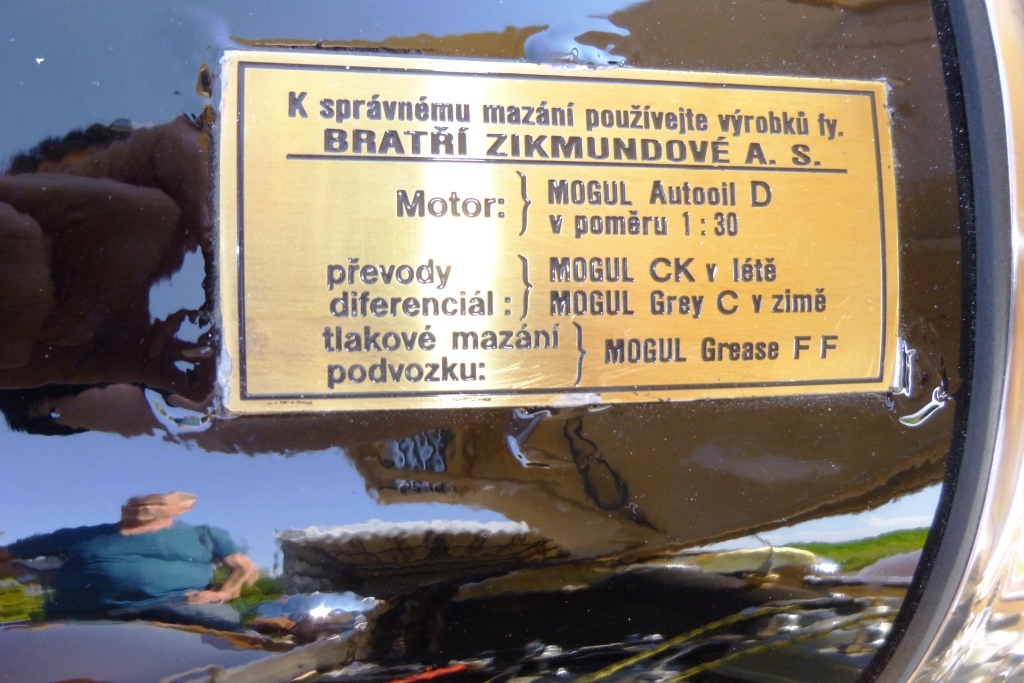 K správnému mazání používejte výrobků fy.
BRATŘÍ ZIKMUNDOVÉ A. S.
Motor: } MOGUL Autooil D
v poměru 1 : 30
převody } MOGUL CK v létě
diferenciál : MOGUL Grey C v zimě
tlakové mazání } MOGUL Grease F F
podvozku: